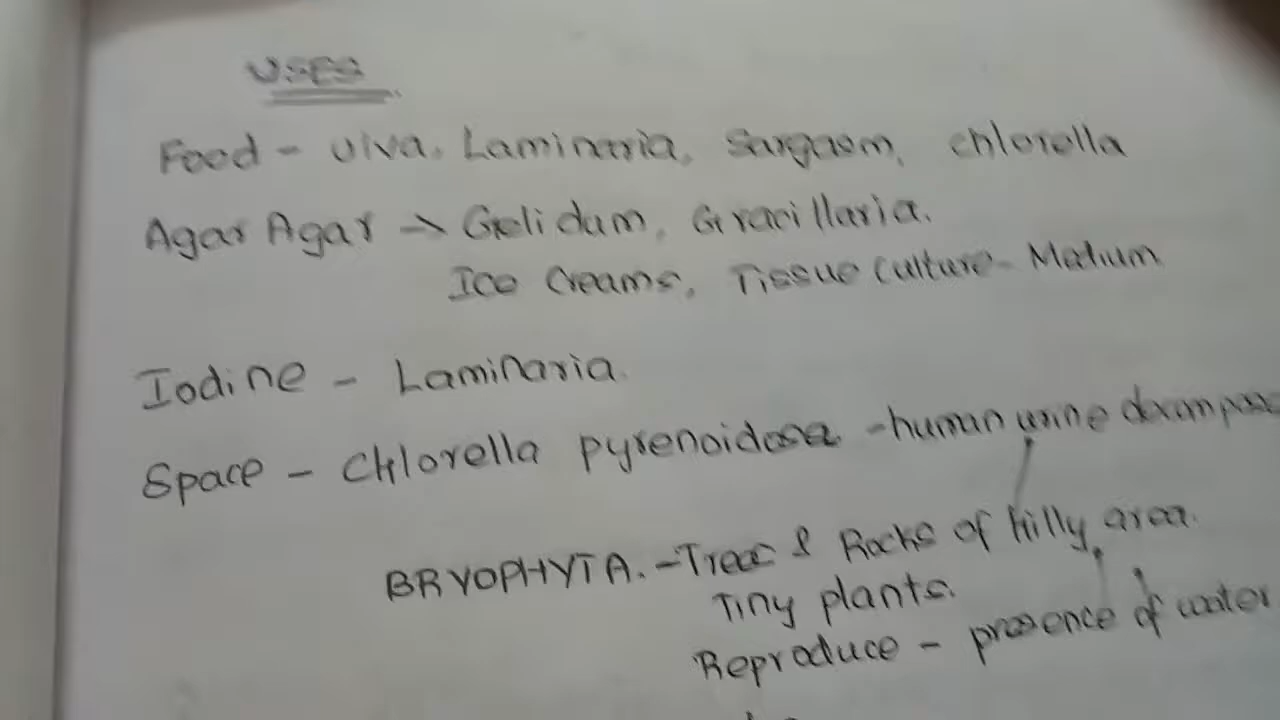 USES
Food - Ulva, Laminaria, Sargasm, chlorella
Agar Agar → Gelidum, Gracillaria.
Ice Creams, Tissue Culture - Medium
Iodine - Laminaria.
Space - Chlorella pyrenoidosa - human urine decompose
BRYOPHYTA. - Trees & Rocks of hilly area.
Tiny plants.
Reproduce - presence of water